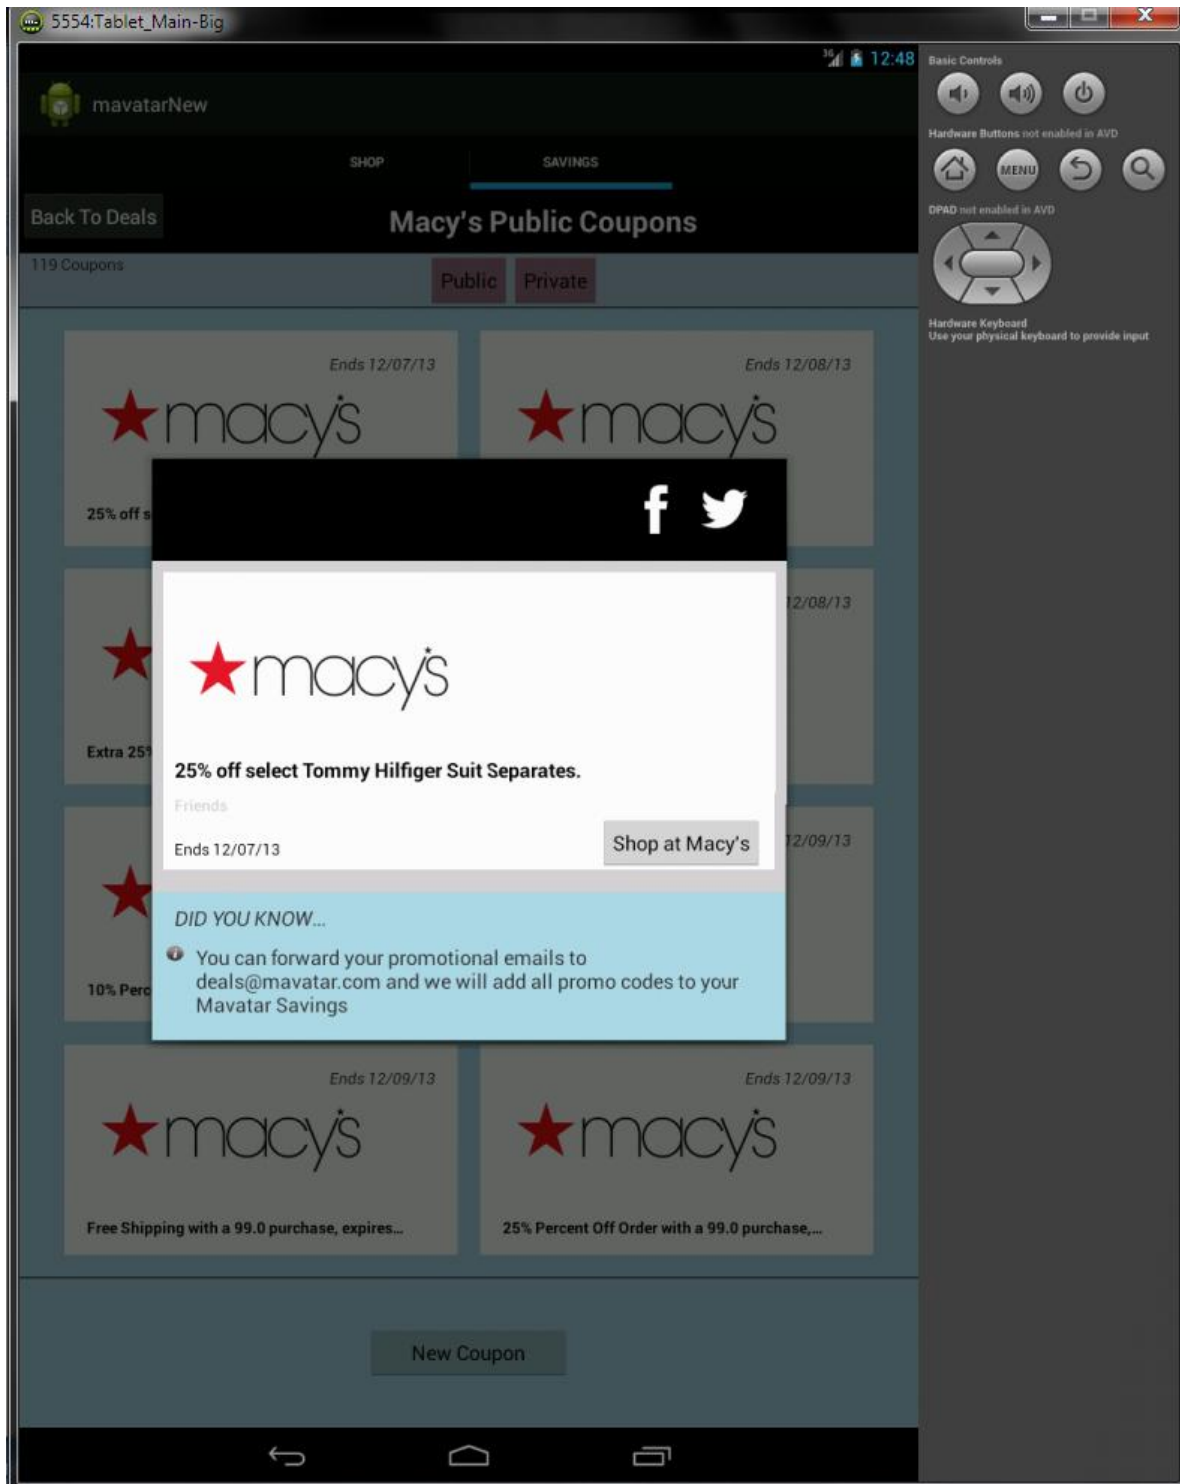 5554:Tablet_Main-Big
3G 12:48
mavatarNew
SHOP SAVINGS
Back To Deals Macy's Public Coupons
119 Coupons
Public Private
Ends 12/07/13 Ends 12/08/13
macy's macy's
25% off s
f
12/08/13
macy's
Extra 25%
25% off select Tommy Hilfiger Suit Separates.
Friends
Ends 12/07/13 Shop at Macy's
12/09/13
DID YOU KNOW...
You can forward your promotional emails to
deals@mavatar.com and we will add all promo codes to your
Mavatar Savings
10% Perc
Ends 12/09/13 Ends 12/09/13
macy's macy's
Free Shipping with a 99.0 purchase, expires... 25% Percent Off Order with a 99.0 purchase,...
New Coupon
Basic Controls
Hardware Buttons not enabled in AVD
MENU
DPAD not enabled in AVD
Hardware Keyboard
Use your physical keyboard to provide input